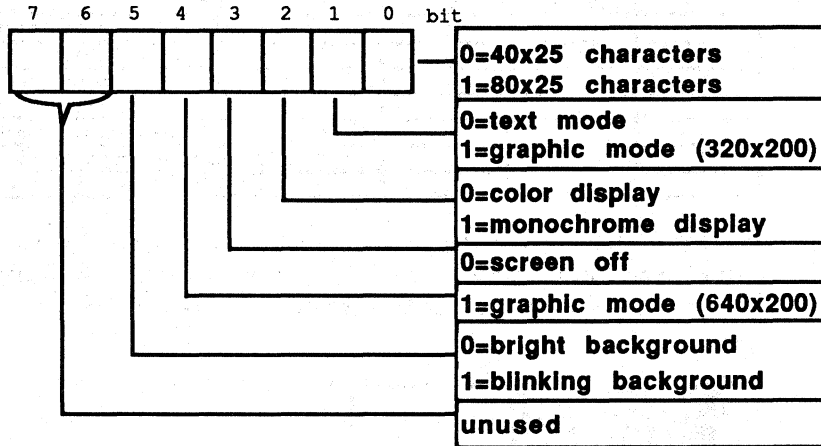 7 6 5 4 3 2 1 0 bit
0=40x25 characters
1=80x25 characters
0=text mode
1=graphic mode (320x200)
0=color display
1=monochrome display
0=screen off
1=graphic mode (640x200)
0=bright background
1=blinking background
unused